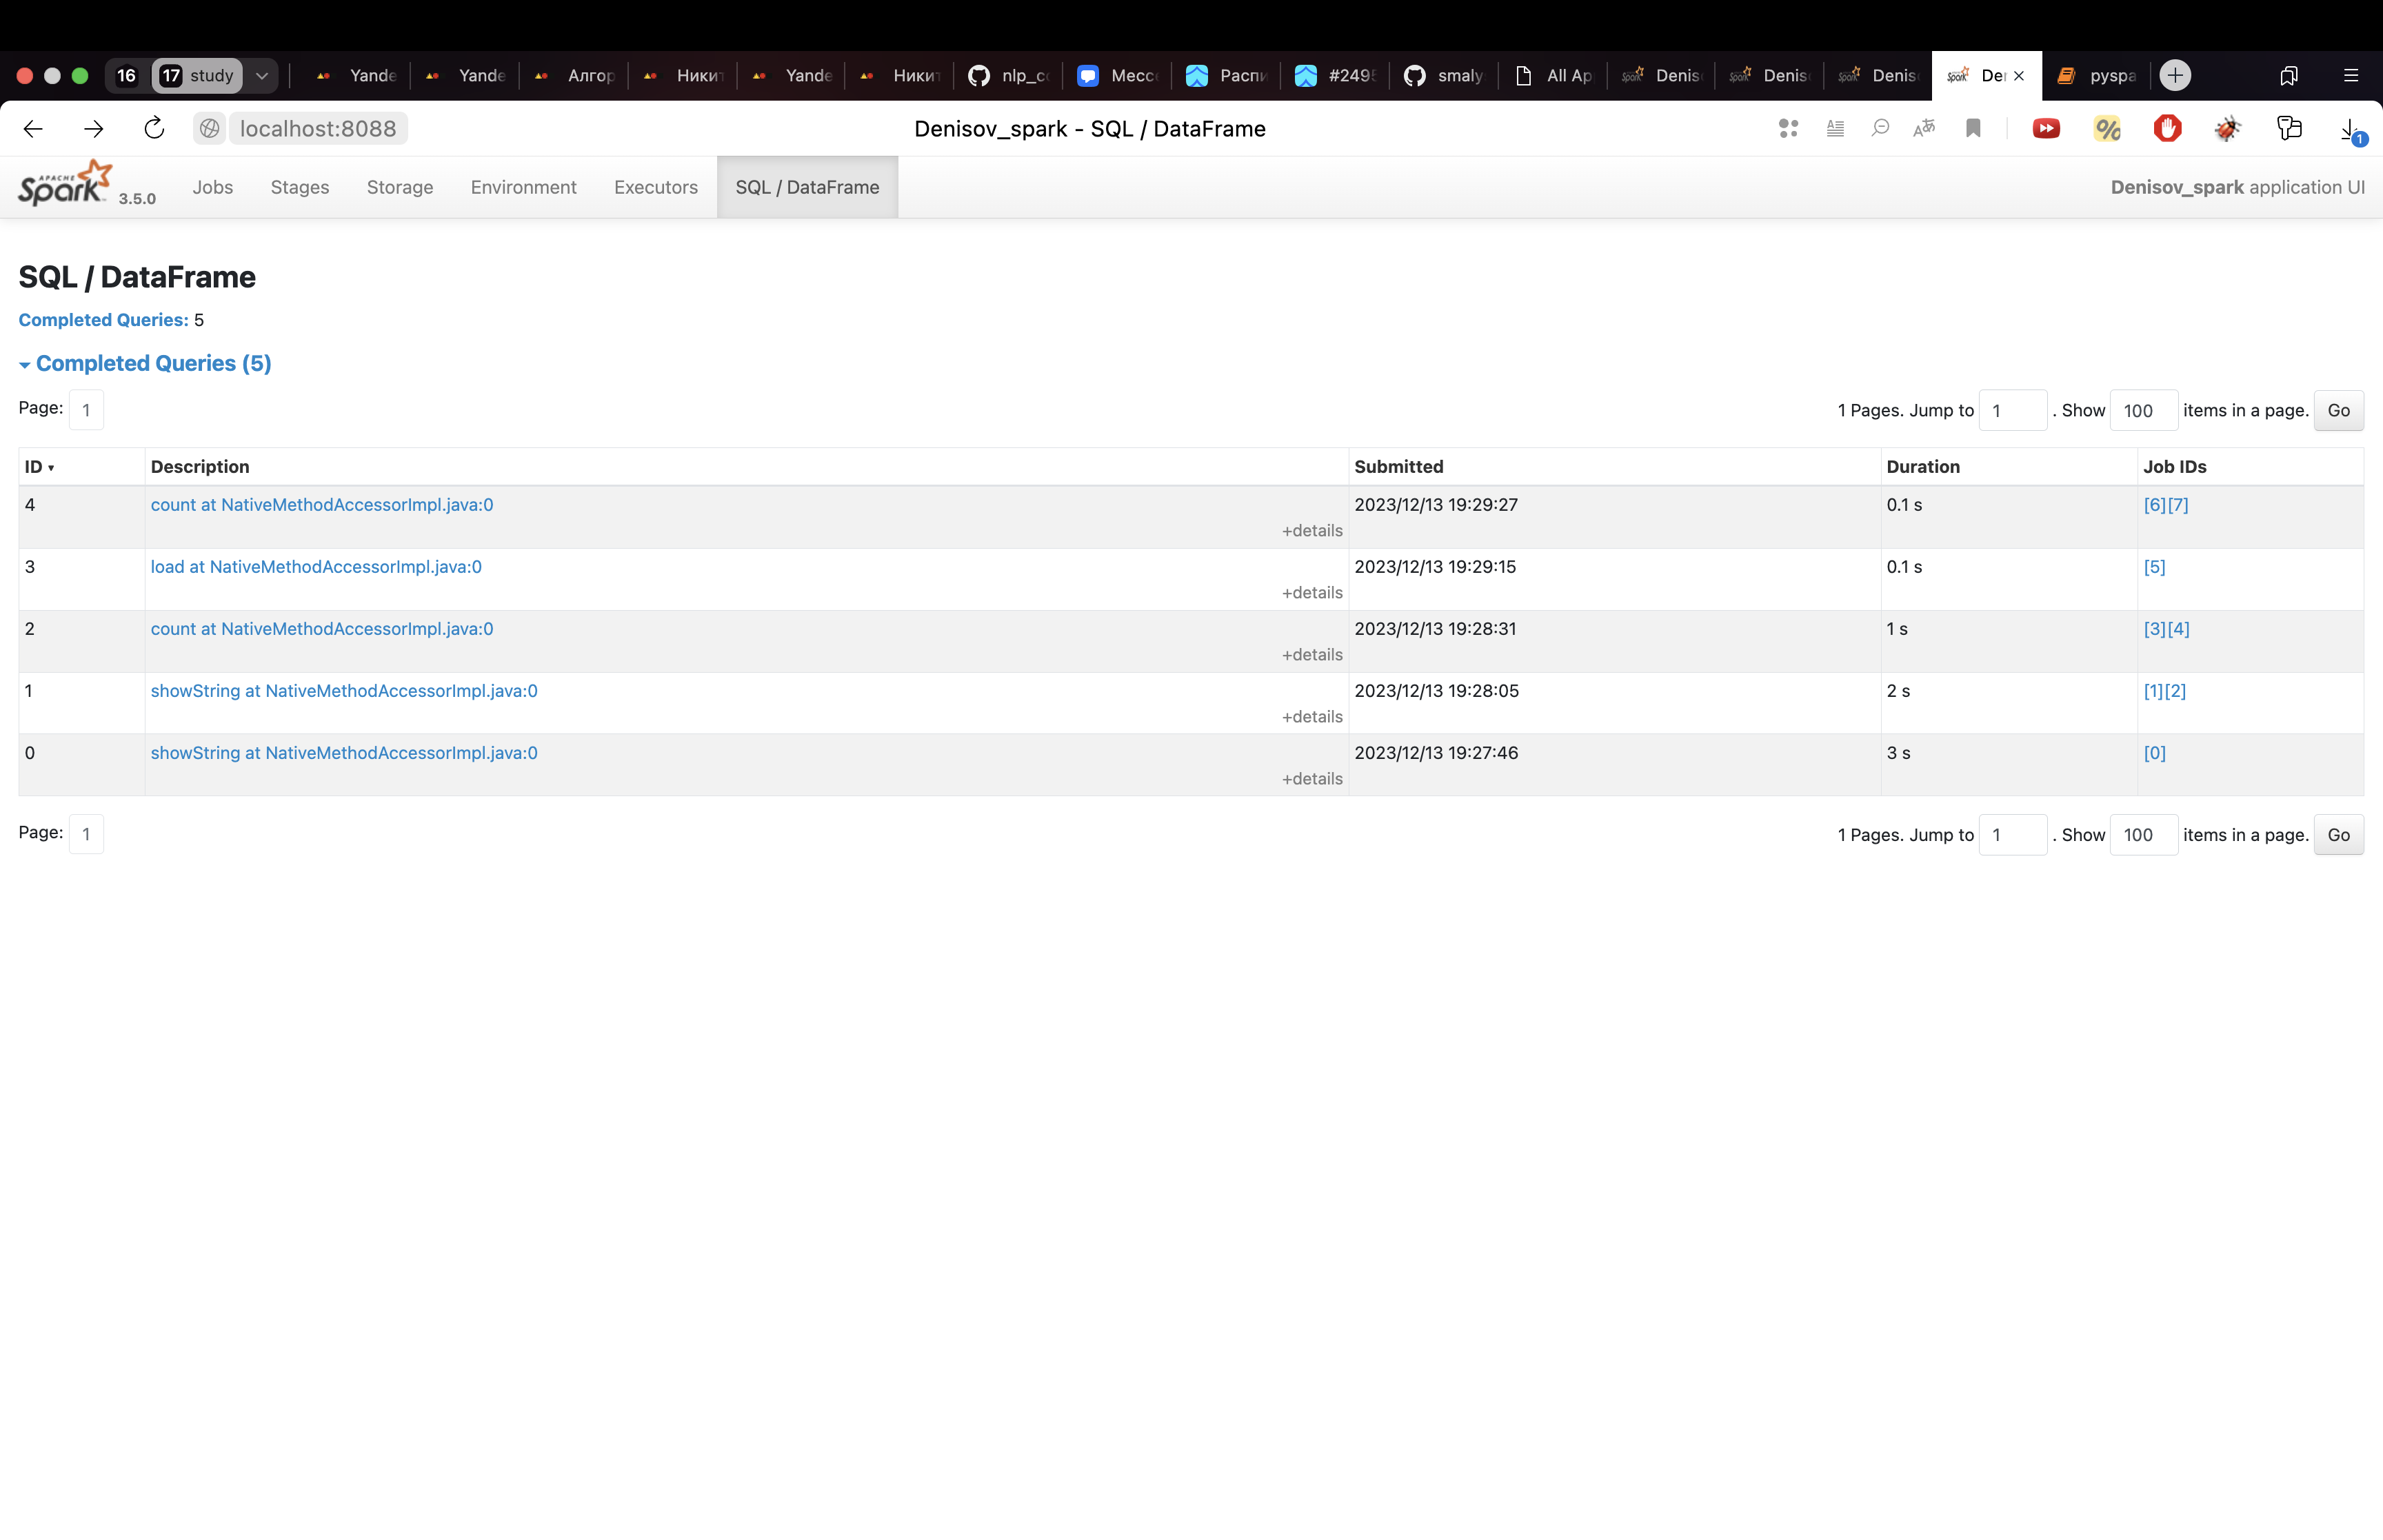 16 17 study Yande Yande Алгор Никит Yande Никит nlp_cc Месс Распи #2495 smaly All Ap Denis Denis Denis De pyspa
localhost:8088 Denisov_spark - SQL / DataFrame 1
APACHE Spark 3.5.0 Jobs Stages Storage Environment Executors SQL / DataFrame Denisov_spark application UI
SQL / DataFrame
Completed Queries: 5
Completed Queries (5)
Page: 1 1 Pages. Jump to 1 . Show 100 items in a page. Go
ID Description Submitted Duration Job IDs
4 count at NativeMethodAccessorImpl.java:0 2023/12/13 19:29:27 0.1 s [6][7]
+details
3 load at NativeMethodAccessorImpl.java:0 2023/12/13 19:29:15 0.1 s [5]
+details
2 count at NativeMethodAccessorImpl.java:0 2023/12/13 19:28:31 1 s [3][4]
+details
1 showString at NativeMethodAccessorImpl.java:0 2023/12/13 19:28:05 2 s [1][2]
+details
0 showString at NativeMethodAccessorImpl.java:0 2023/12/13 19:27:46 3 s [0]
+details
Page: 1 1 Pages. Jump to 1 . Show 100 items in a page. Go